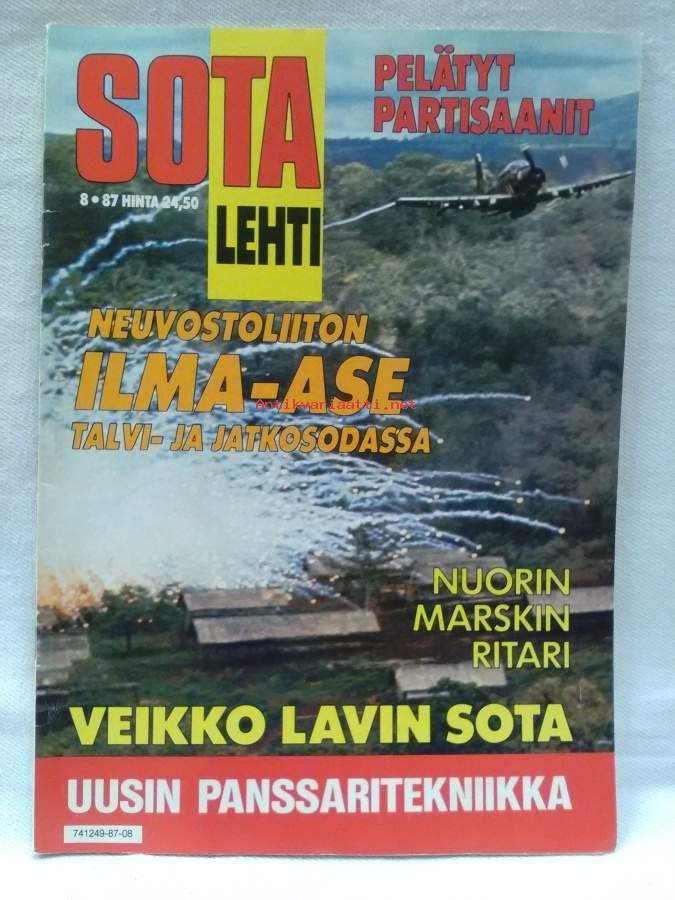 SOTA
LEHTI
8•87 HINTA 24,50
PELÄTYT
PARTISAANIT
NEUVOSTOLIITON
ILMA-ASE
Antikvariaatti.net
TALVI- JA JATKOSODASSA
NUORIN
MARSKIN
RITARI
VEIKKO LAVIN SOTA
UUSIN PANSSARITEKNIIKKA
741249-87-08